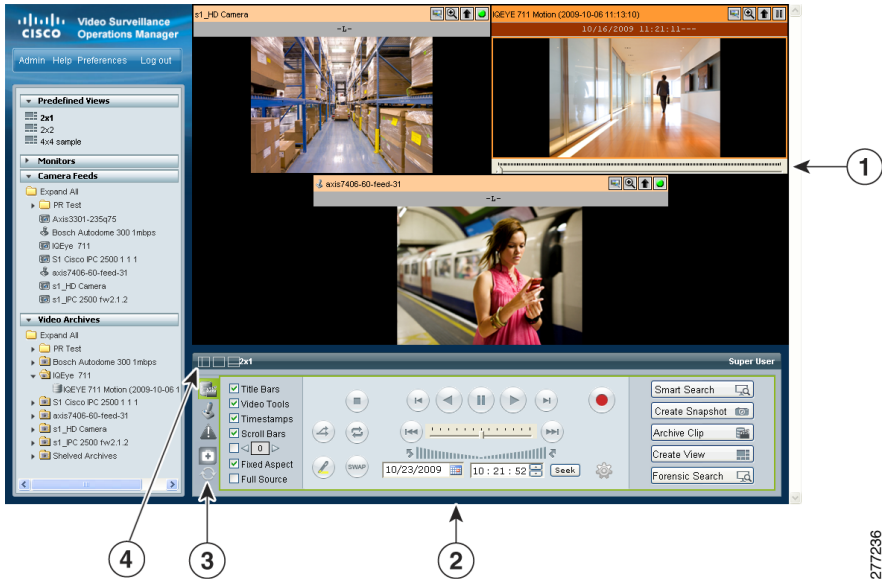 CISCO
Video Surveillance
Operations Manager
Admin Help Preferences Log out
Predefined Views
2x1
2x2
4x4 sample
Monitors
Camera Feeds
Expand All
PR Test
Axis3301-235q75
Bosch Autodome 300 1mbps
IQEye 711
S1 Cisco IPC 2500 1 1 1
axis7406-60-feed-31
s1_HD Camera
s1_IPC 2500 fw2.1.2
Video Archives
Expand All
PR Test
Bosch Autodome 300 1mbps
IQEye 711
IQEYE 711 Motion (2009-10-06 1
S1 Cisco IPC 2500 1 1 1
axis7406-60-feed-31
s1_HD Camera
s1_IPC 2500 fw2.1.2
Shelved Archives
s1_HD Camera
-L-
IQEYE 711 Motion (2009-10-06 11:13:10)
10/16/2009 11:21:11---
axis7406-60-feed-31
-L-
2x1
Super User
Title Bars
Video Tools
Timestamps
Scroll Bars
0
Fixed Aspect
Full Source
SWAP
10/23/2009
10 : 21 : 52
Seek
Smart Search
Create Snapshot
Archive Clip
Create View
Forensic Search
1
2
3
4
277236